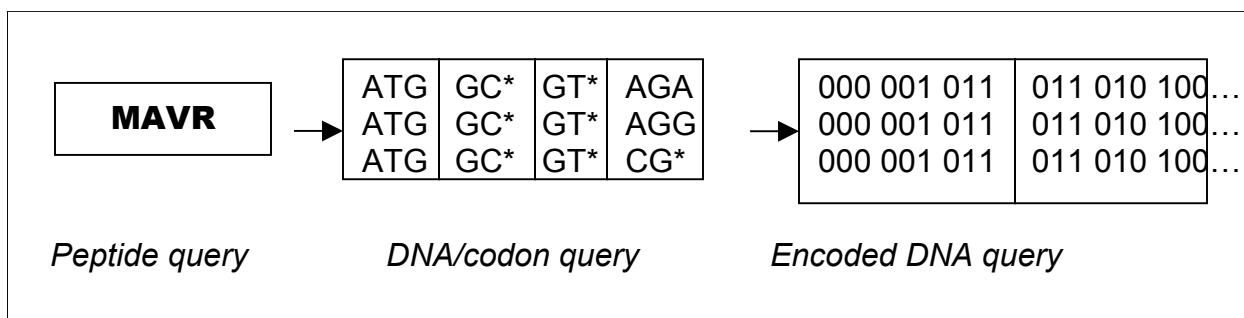 MAVR
ATG GC* GT* AGA
ATG GC* GT* AGG
ATG GC* GT* CG*
000 001 011 011 010 100…
000 001 011 011 010 100…
000 001 011 011 010 100…
Peptide query
DNA/codon query
Encoded DNA query